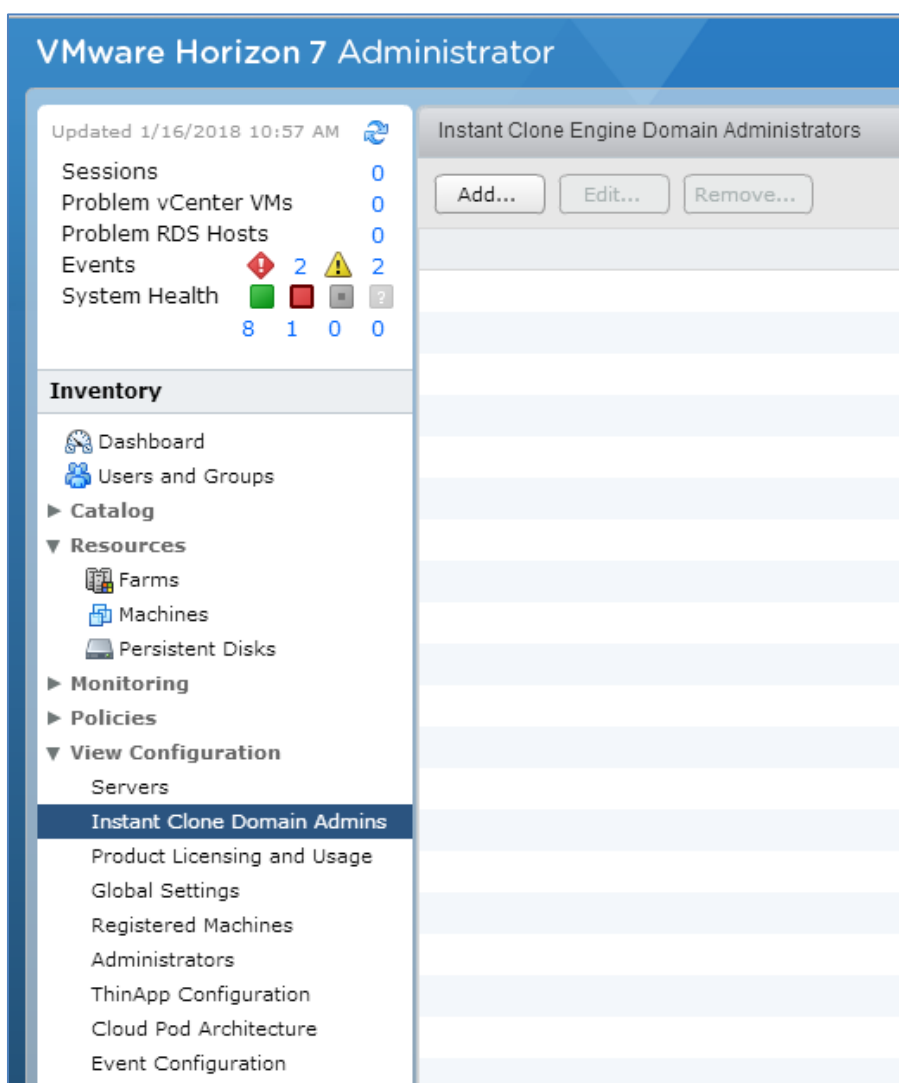 VMware Horizon 7 Administrator
Updated 1/16/2018 10:57 AM
Sessions 0
Problem vCenter VMs 0
Problem RDS Hosts 0
Events ! 2 ! 2
System Health ?
8 1 0 0
Inventory
Dashboard
Users and Groups
Catalog
Resources
Farms
Machines
Persistent Disks
Monitoring
Policies
View Configuration
Servers
Instant Clone Domain Admins
Product Licensing and Usage
Global Settings
Registered Machines
Administrators
ThinApp Configuration
Cloud Pod Architecture
Event Configuration
Instant Clone Engine Domain Administrators
Add... Edit... Remove...